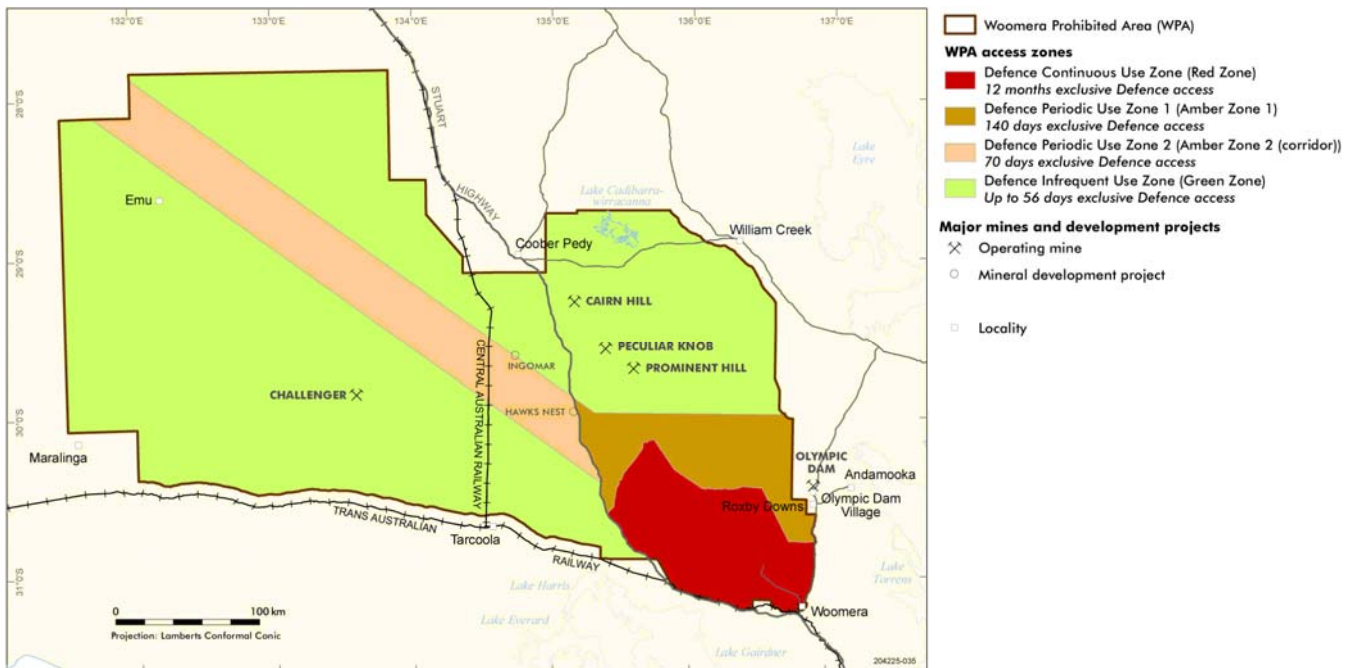 132°0'E
133°0'E
134°0'E
135°0'E
136°0'E
137°0'E
28°0'S
29°0'S
30°0'S
31°0'S
STUART
HIGHWAY
Lake
Eyre
Lake Cadibarra-
wirracanna
Emu
Coober Pedy
William Creek
CAIRN HILL
PECULIAR KNOB
PROMINENT HILL
INGOMAR
CENTRAL AUSTRALIAN RAILWAY
CHALLENGER
HAWKS NEST
Maralinga
OLYMPIC
DAM
Andamooka
Roxby Downs
Olympic Dam
Village
TRANS AUSTRALIAN
RAILWAY
Tarcoola
Lake Harris
Lake Everard
Lake
Torrens
Woomera
Lake Gairdner
0 100 km
Projection: Lamberts Conformal Conic
204225-035
Woomera Prohibited Area (WPA)
WPA access zones
Defence Continuous Use Zone (Red Zone)
12 months exclusive Defence access
Defence Periodic Use Zone 1 (Amber Zone 1)
140 days exclusive Defence access
Defence Periodic Use Zone 2 (Amber Zone 2 (corridor))
70 days exclusive Defence access
Defence Infrequent Use Zone (Green Zone)
Up to 56 days exclusive Defence access
Major mines and development projects
Operating mine
Mineral development project
Locality